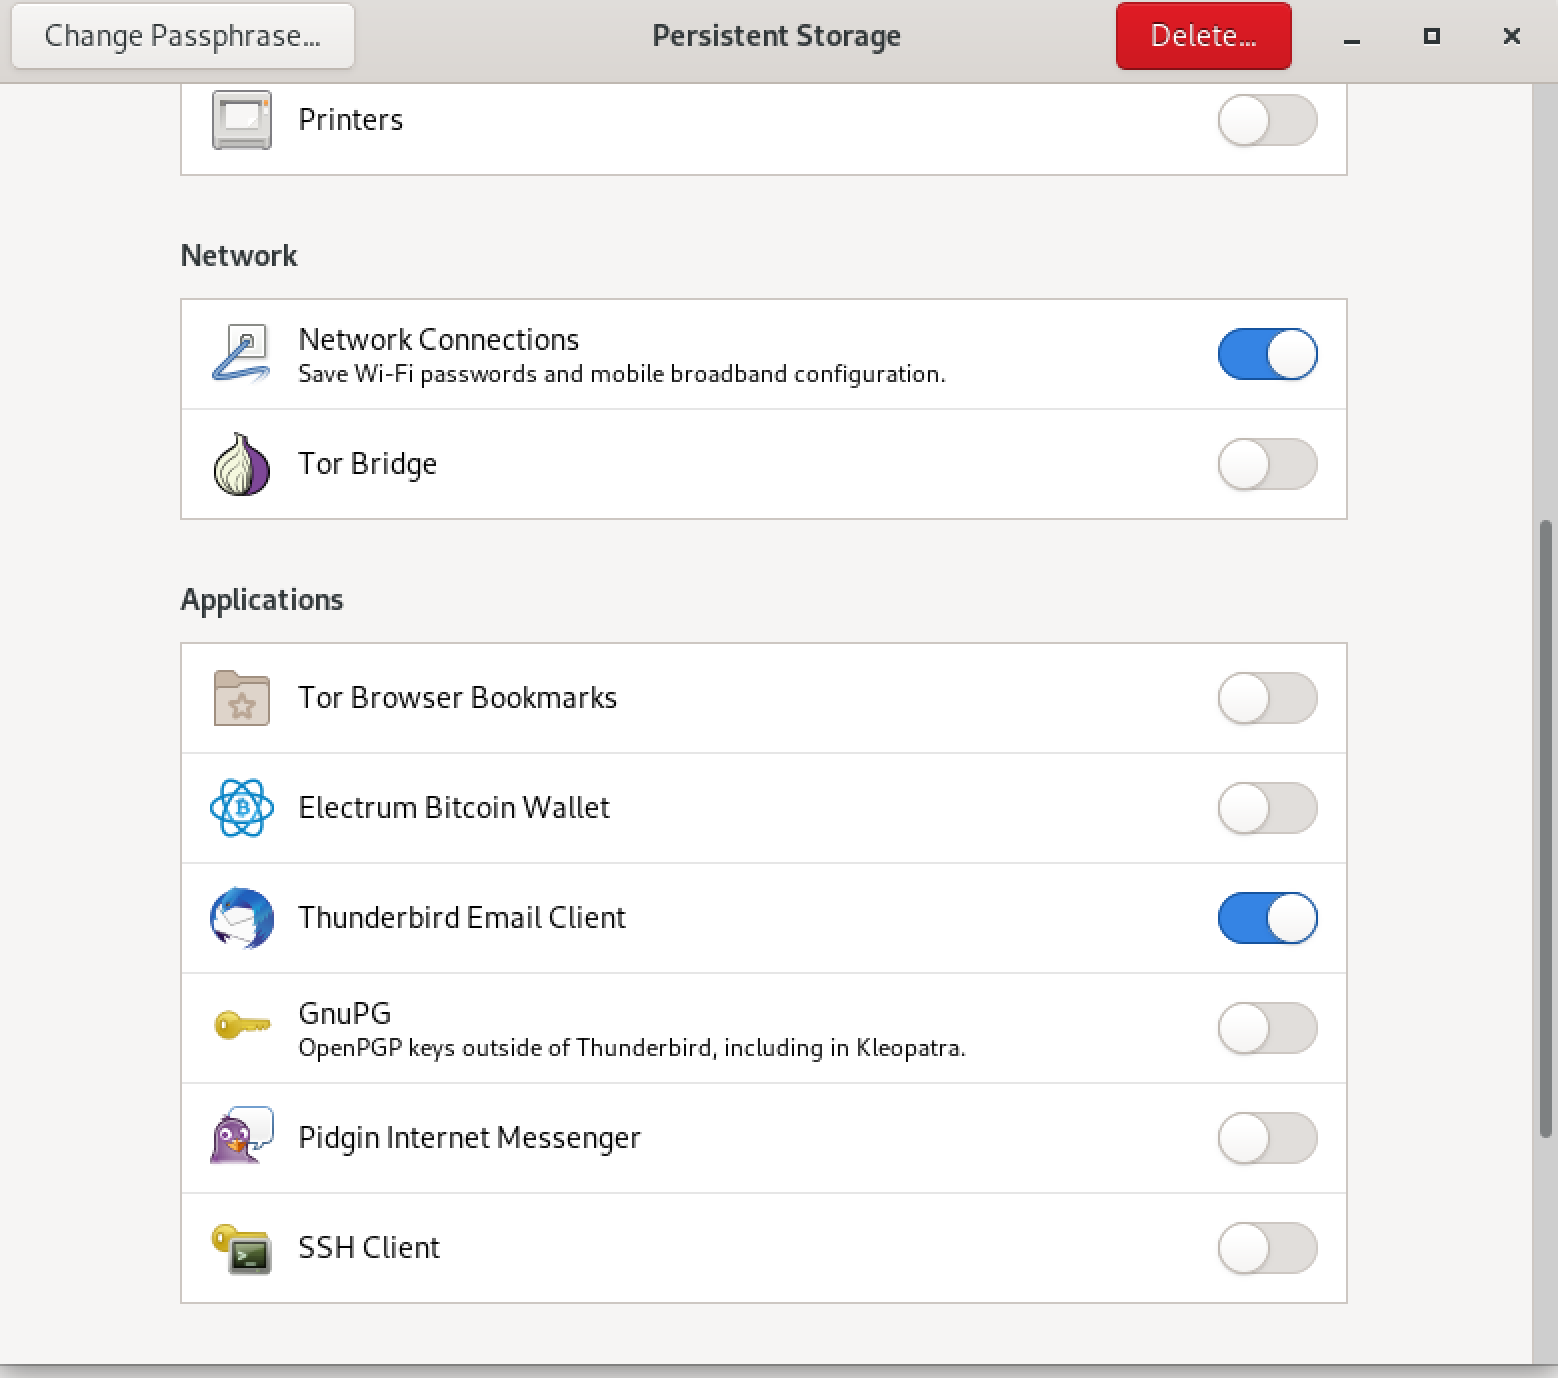 Change Passphrase... Persistent Storage Delete...
Printers
Network
Network Connections
Save Wi-Fi passwords and mobile broadband configuration.
Tor Bridge
Applications
Tor Browser Bookmarks
Electrum Bitcoin Wallet
Thunderbird Email Client
GnuPG
OpenPGP keys outside of Thunderbird, including in Kleopatra.
Pidgin Internet Messenger
SSH Client